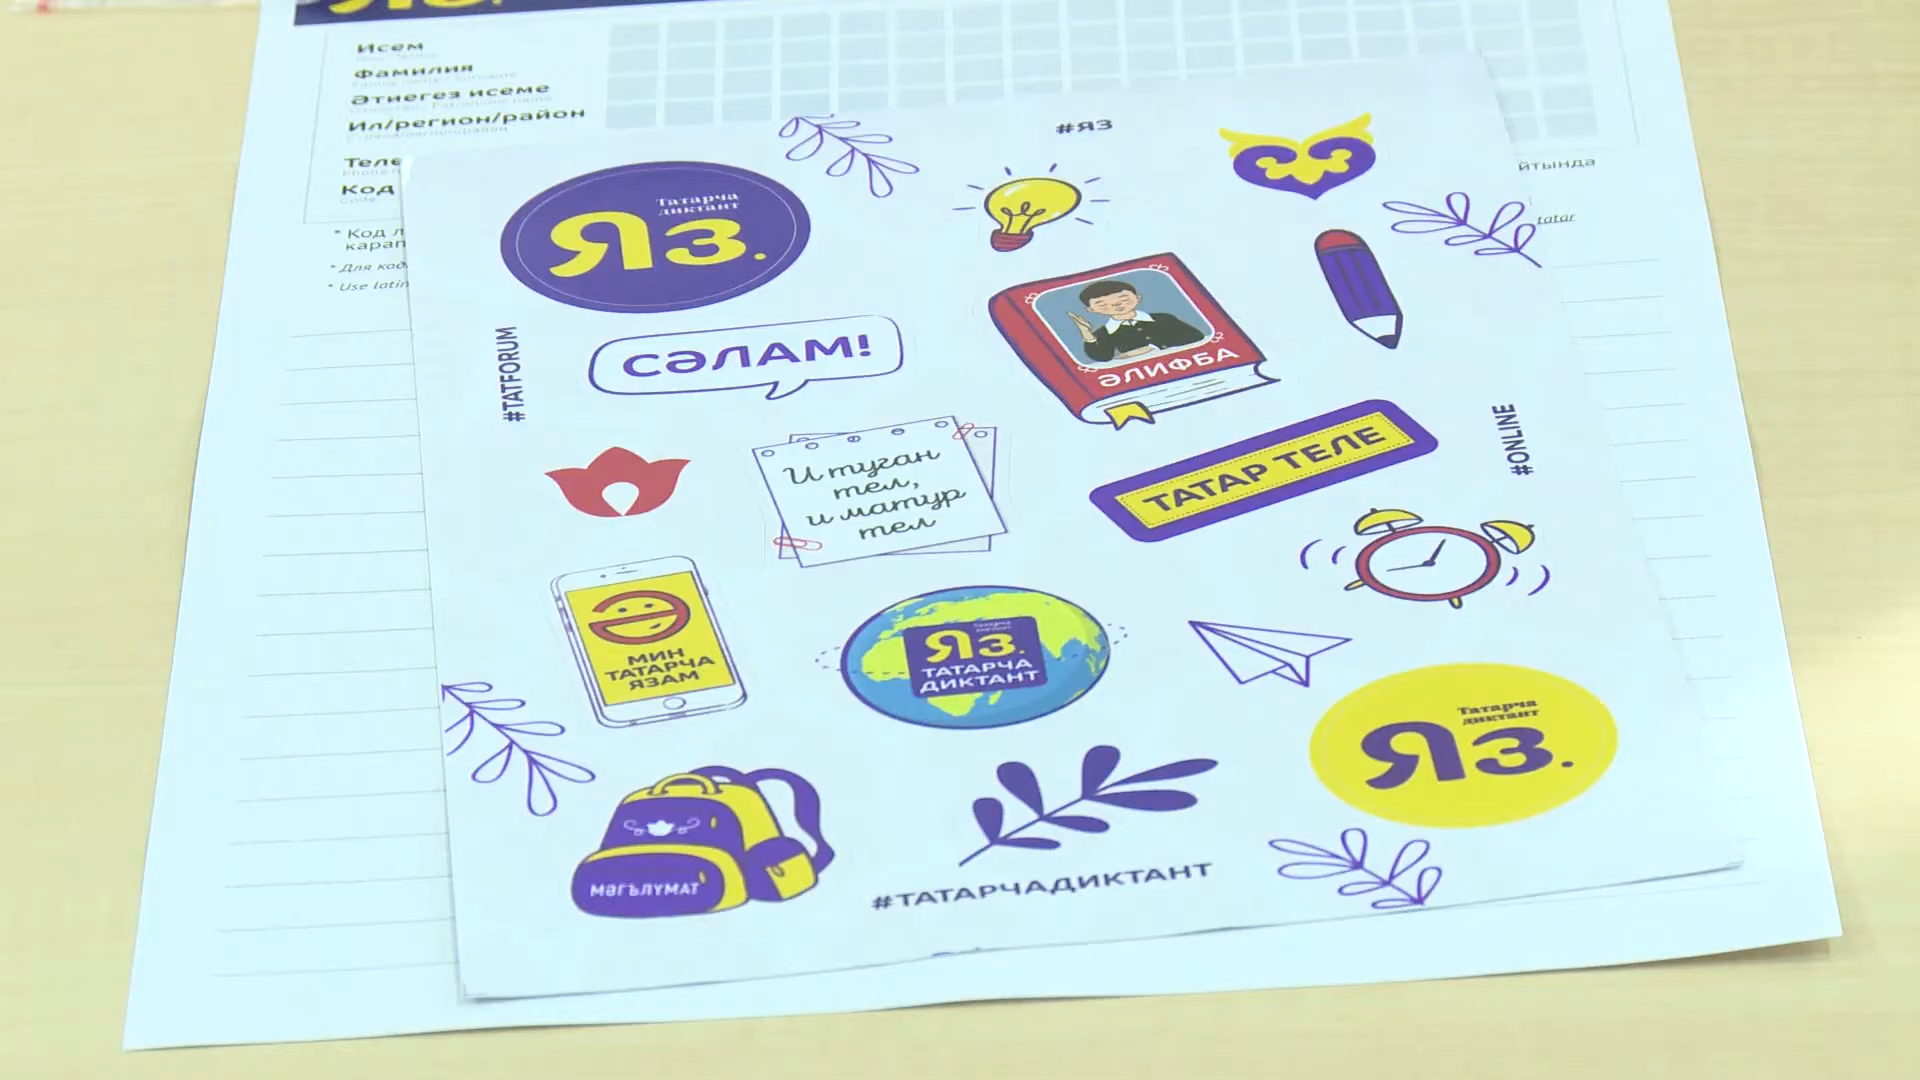 Исем
Фамилия
Әтиегез исеме
Ил/регион/район
Теле
Код
йтында
tatar
* Код л
карап
* Для код
* Use latin
#ЯЗ
Татарча
диктант
Яз.
СӘЛАМ!
#TATFORUM
ӘЛИФБА
И туган
тел,
и матур
тел
ТАТАР ТЕЛЕ
#ONLINE
МИН
ТАТАРЧА
ЯЗАМ
Яз.
ТАТАРЧА
ДИКТАНТ
Татарча
диктант
Яз.
МӘГЪЛҮМАТ
#ТАТАРЧАДИКТАНТ